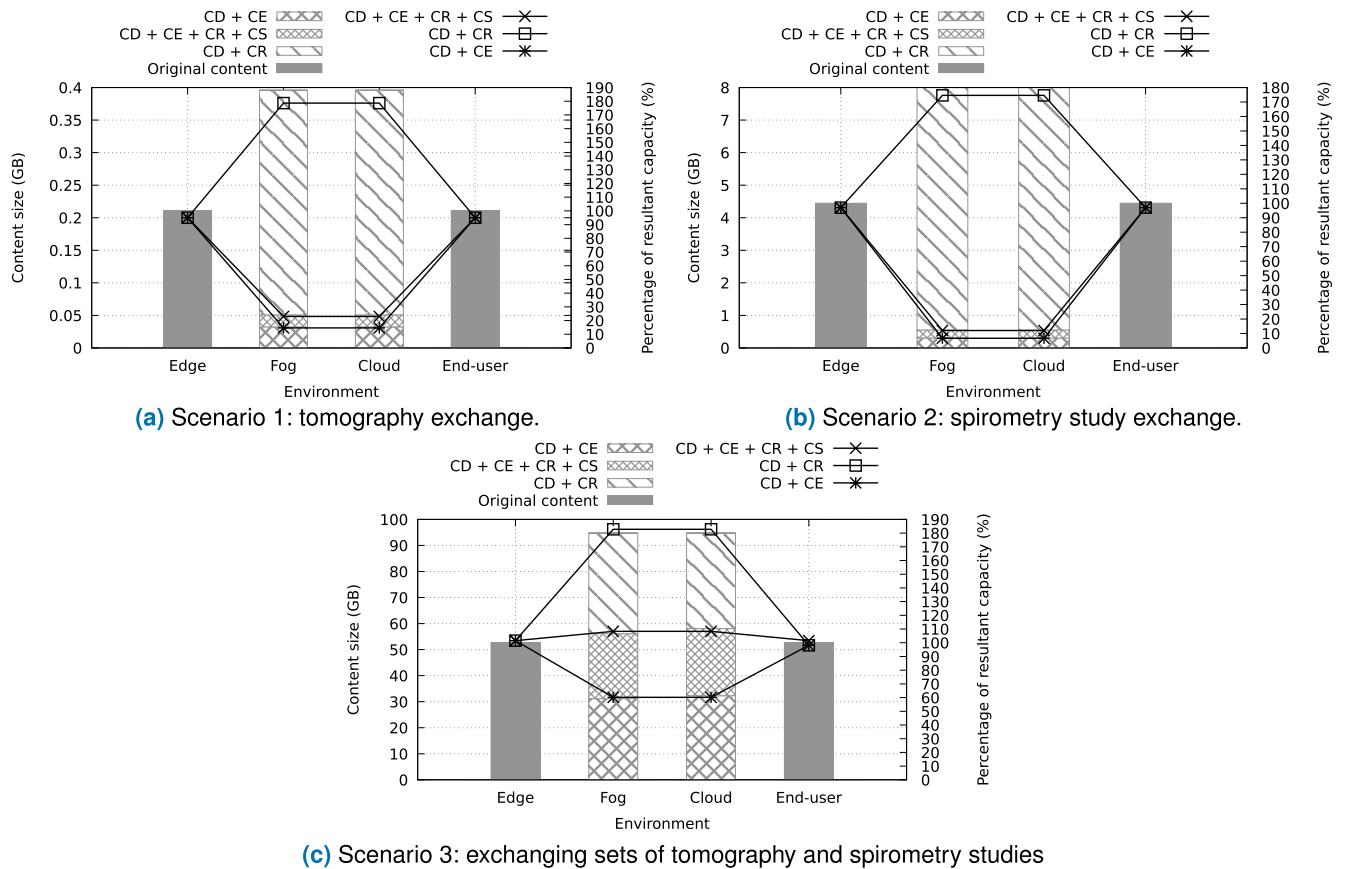 CD + CE
CD + CE + CR + CS
CD + CR
Original content
CD + CE + CR + CS
CD + CR
CD + CE
0.4
0.35
0.3
0.25
0.2
0.15
0.1
0.05
0
Content size (GB)
190
180
170
160
150
140
130
120
110
100
90
80
70
60
50
40
30
20
10
0
Percentage of resultant capacity (%)
Edge Fog Cloud End-user
Environment
(a) Scenario 1: tomography exchange.
CD + CE
CD + CE + CR + CS
CD + CR
Original content
CD + CE + CR + CS
CD + CR
CD + CE
8
7
6
5
4
3
2
1
0
Content size (GB)
180
170
160
150
140
130
120
110
100
90
80
70
60
50
40
30
20
10
0
Percentage of resultant capacity (%)
Edge Fog Cloud End-user
Environment
(b) Scenario 2: spirometry study exchange.
CD + CE
CD + CE + CR + CS
CD + CR
Original content
CD + CE + CR + CS
CD + CR
CD + CE
100
90
80
70
60
50
40
30
20
10
0
Content size (GB)
190
180
170
160
150
140
130
120
110
100
90
80
70
60
50
40
30
20
10
0
Percentage of resultant capacity (%)
Edge Fog Cloud End-user
Environment
(c) Scenario 3: exchanging sets of tomography and spirometry studies